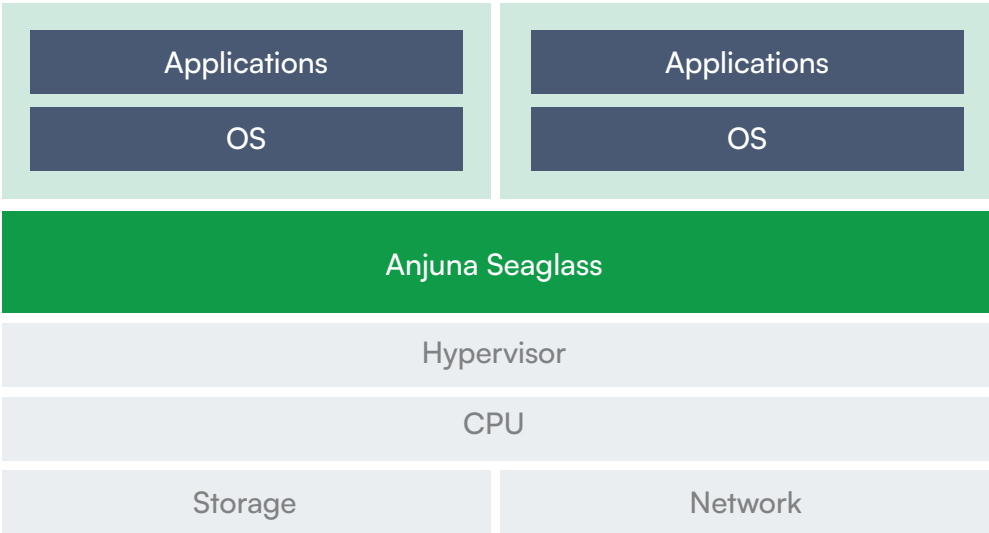 Applications
Applications
OS
OS
Anjuna Seaglass
Hypervisor
CPU
Storage
Network